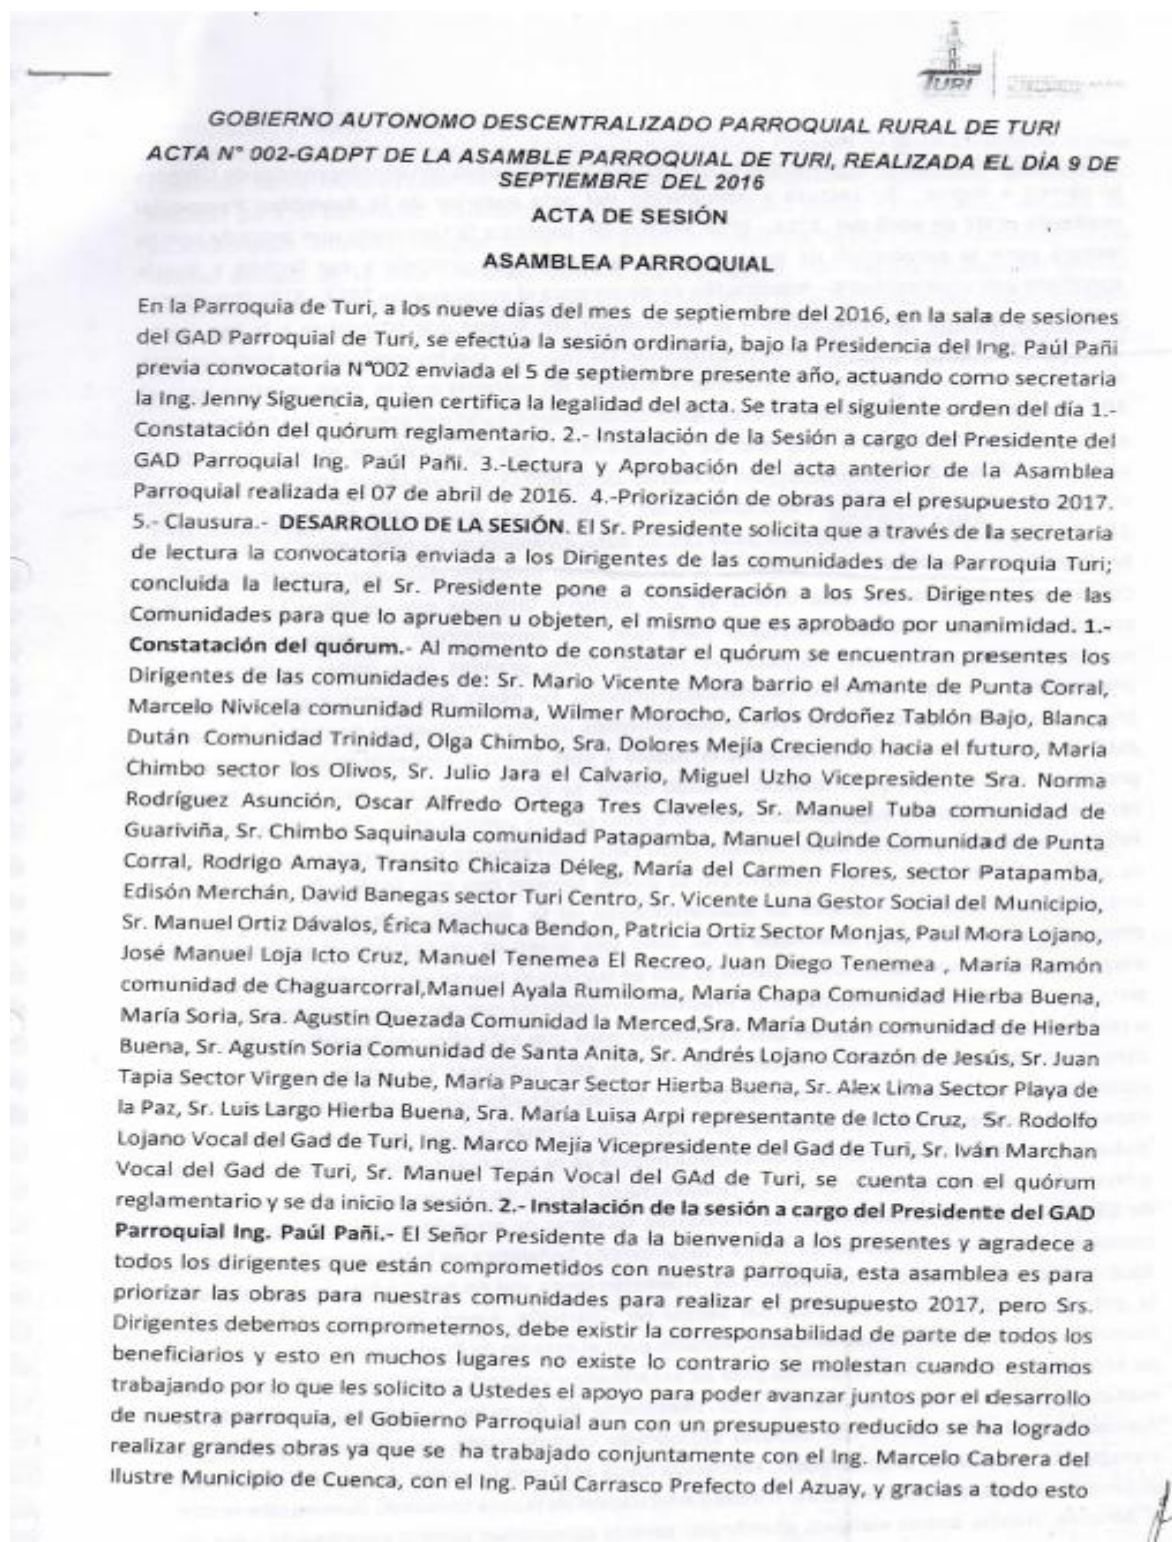 TURI
GOBIERNO AUTONOMO DESCENTRALIZADO PARROQUIAL RURAL DE TURI
ACTA N° 002-GADPT DE LA ASAMBLE PARROQUIAL DE TURI, REALIZADA EL DÍA 9 DE
SEPTIEMBRE DEL 2016
ACTA DE SESIÓN
ASAMBLEA PARROQUIAL
En la Parroquia de Turi, a los nueve días del mes de septiembre del 2016, en la sala de sesiones
del GAD Parroquial de Turi, se efectúa la sesión ordinaria, bajo la Presidencia del Ing. Paúl Pañi
previa convocatoria N°002 enviada el 5 de septiembre presente año, actuando como secretaria
la Ing. Jenny Siguencia, quien certifica la legalidad del acta. Se trata el siguiente orden del día 1.-
Constatación del quórum reglamentario. 2.- Instalación de la Sesión a cargo del Presidente del
GAD Parroquial Ing. Paúl Pañi. 3.-Lectura y Aprobación del acta anterior de la Asamblea
Parroquial realizada el 07 de abril de 2016. 4.-Priorización de obras para el presupuesto 2017.
5.- Clausura.- DESARROLLO DE LA SESIÓN. El Sr. Presidente solicita que a través de la secretaria
de lectura la convocatoria enviada a los Dirigentes de las comunidades de la Parroquia Turi;
concluida la lectura, el Sr. Presidente pone a consideración a los Sres. Dirigentes de las
Comunidades para que lo aprueben u objeten, el mismo que es aprobado por unanimidad. 1.-
Constatación del quórum.- Al momento de constatar el quórum se encuentran presentes los
Dirigentes de las comunidades de: Sr. Mario Vicente Mora barrio el Amante de Punta Corral,
Marcelo Nivicela comunidad Rumiloma, Wilmer Morocho, Carlos Ordoñez Tablón Bajo, Blanca
Dután Comunidad Trinidad, Olga Chimbo, Sra. Dolores Mejía Creciendo hacia el futuro, María
Chimbo sector los Olivos, Sr. Julio Jara el Calvario, Miguel Uzho Vicepresidente Sra. Norma
Rodríguez Asunción, Oscar Alfredo Ortega Tres Claveles, Sr. Manuel Tuba comunidad de
Guariviña, Sr. Chimbo Saquinaula comunidad Patapamba, Manuel Quinde Comunidad de Punta
Corral, Rodrigo Amaya, Transito Chicaiza Déleg, María del Carmen Flores, sector Patapamba,
Edisón Merchán, David Banegas sector Turi Centro, Sr. Vicente Luna Gestor Social del Municipio,
Sr. Manuel Ortiz Dávalos, Érica Machuca Bendon, Patricia Ortiz Sector Monjas, Paul Mora Lojano,
José Manuel Loja Icto Cruz, Manuel Tenemea El Recreo, Juan Diego Tenemea , María Ramón
comunidad de Chaguarcorral,Manuel Ayala Rumiloma, María Chapa Comunidad Hierba Buena,
María Soria, Sra. Agustín Quezada Comunidad la Merced,Sra. María Dután comunidad de Hierba
Buena, Sr. Agustín Soria Comunidad de Santa Anita, Sr. Andrés Lojano Corazón de Jesús, Sr. Juan
Tapia Sector Virgen de la Nube, María Paucar Sector Hierba Buena, Sr. Alex Lima Sector Playa de
la Paz, Sr. Luis Largo Hierba Buena, Sra. María Luisa Arpi representante de Icto Cruz, Sr. Rodolfo
Lojano Vocal del Gad de Turi, Ing. Marco Mejía Vicepresidente del Gad de Turi, Sr. Iván Marchan
Vocal del Gad de Turi, Sr. Manuel Tepán Vocal del GAd de Turi, se cuenta con el quórum
reglamentario y se da inicio la sesión. 2.- Instalación de la sesión a cargo del Presidente del GAD
Parroquial Ing. Paúl Pañi.- El Señor Presidente da la bienvenida a los presentes y agradece a
todos los dirigentes que están comprometidos con nuestra parroquia, esta asamblea es para
priorizar las obras para nuestras comunidades para realizar el presupuesto 2017, pero Srs.
Dirigentes debemos comprometernos, debe existir la corresponsabilidad de parte de todos los
beneficiarios y esto en muchos lugares no existe lo contrario se molestan cuando estamos
trabajando por lo que les solicito a Ustedes el apoyo para poder avanzar juntos por el desarrollo
de nuestra parroquia, el Gobierno Parroquial aun con un presupuesto reducido se ha logrado
realizar grandes obras ya que se ha trabajado conjuntamente con el Ing. Marcelo Cabrera del
Ilustre Municipio de Cuenca, con el Ing. Paúl Carrasco Prefecto del Azuay, y gracias a todo esto